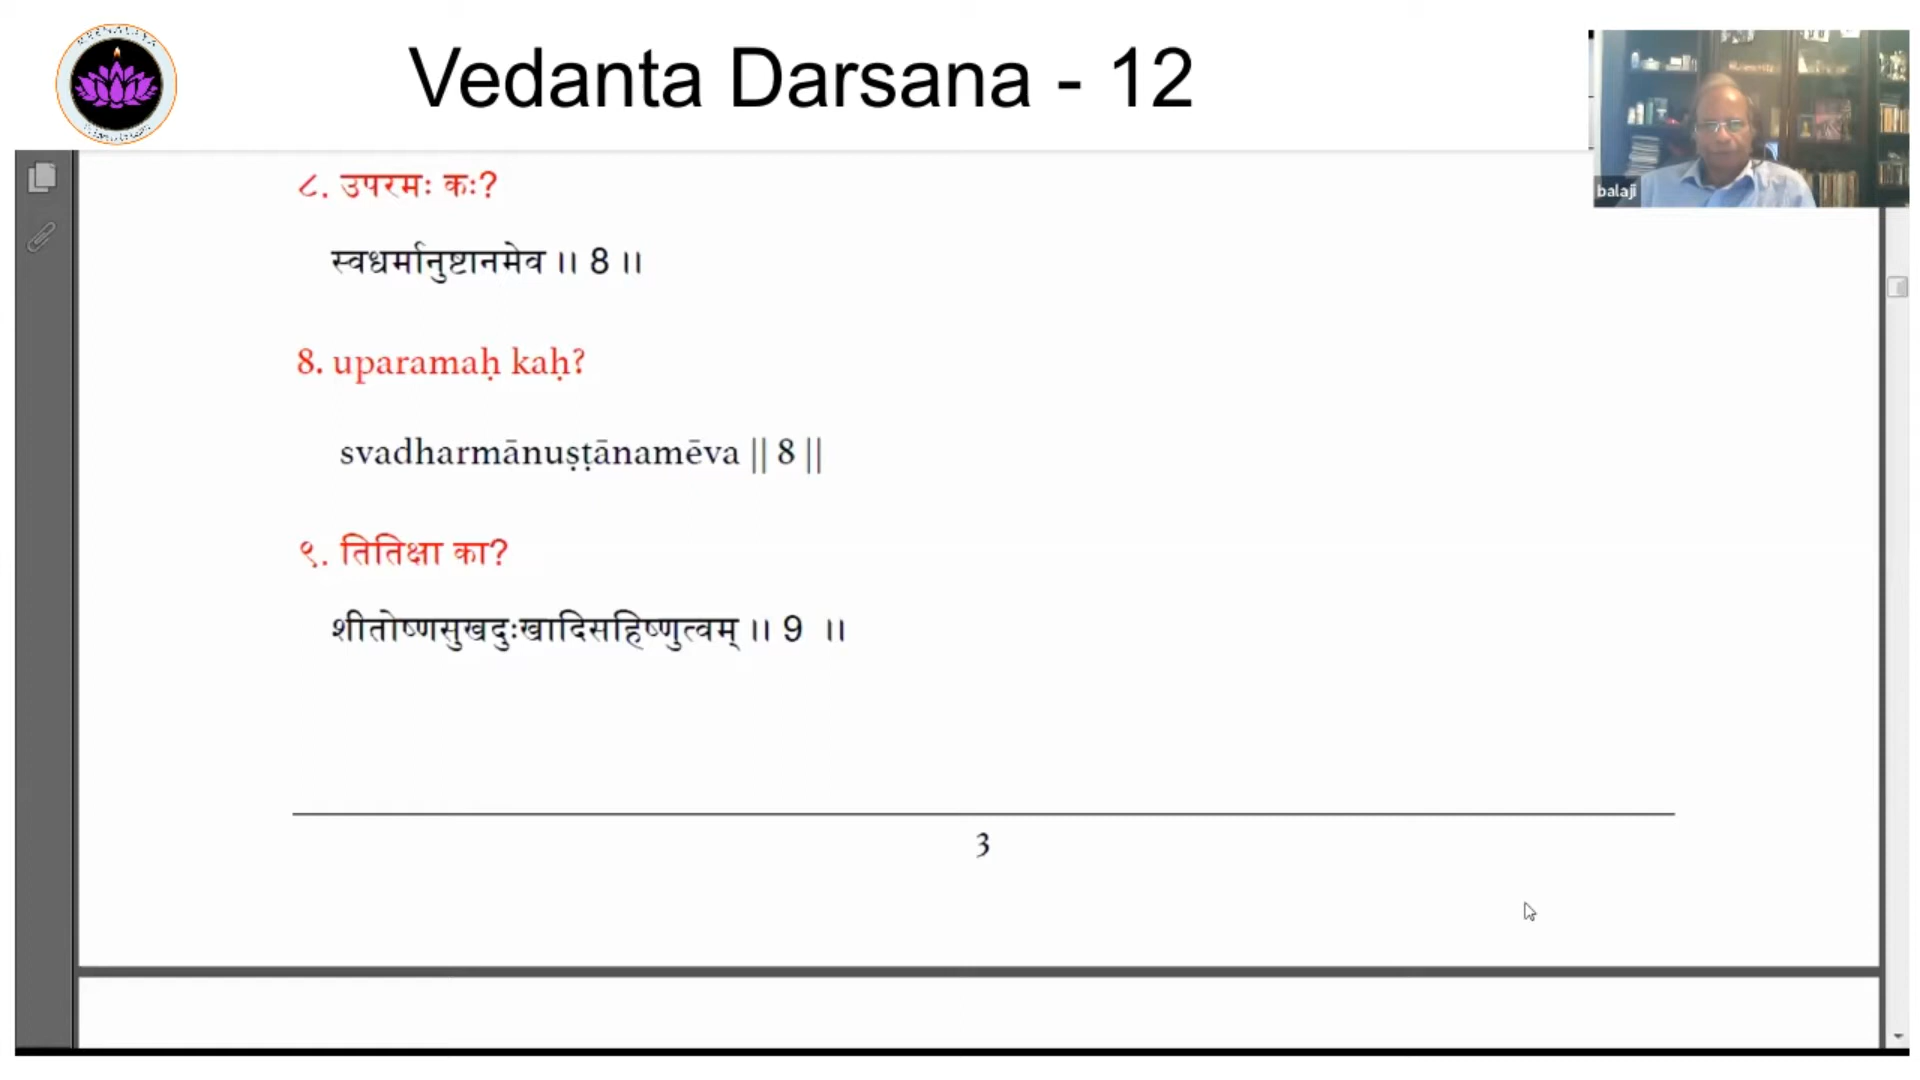 Vedanta Darsana - 12
balaji
८. उपरमः कः?
स्वधर्मानुष्टानमेव ।। 8 ।।
8. uparamaḥ kaḥ?
svadharmānuṣṭānamēva || 8 ||
९. तितिक्षा का?
शीतोष्णसुखदुःखादिसहिष्णुत्वम् ।। 9 ।।
3